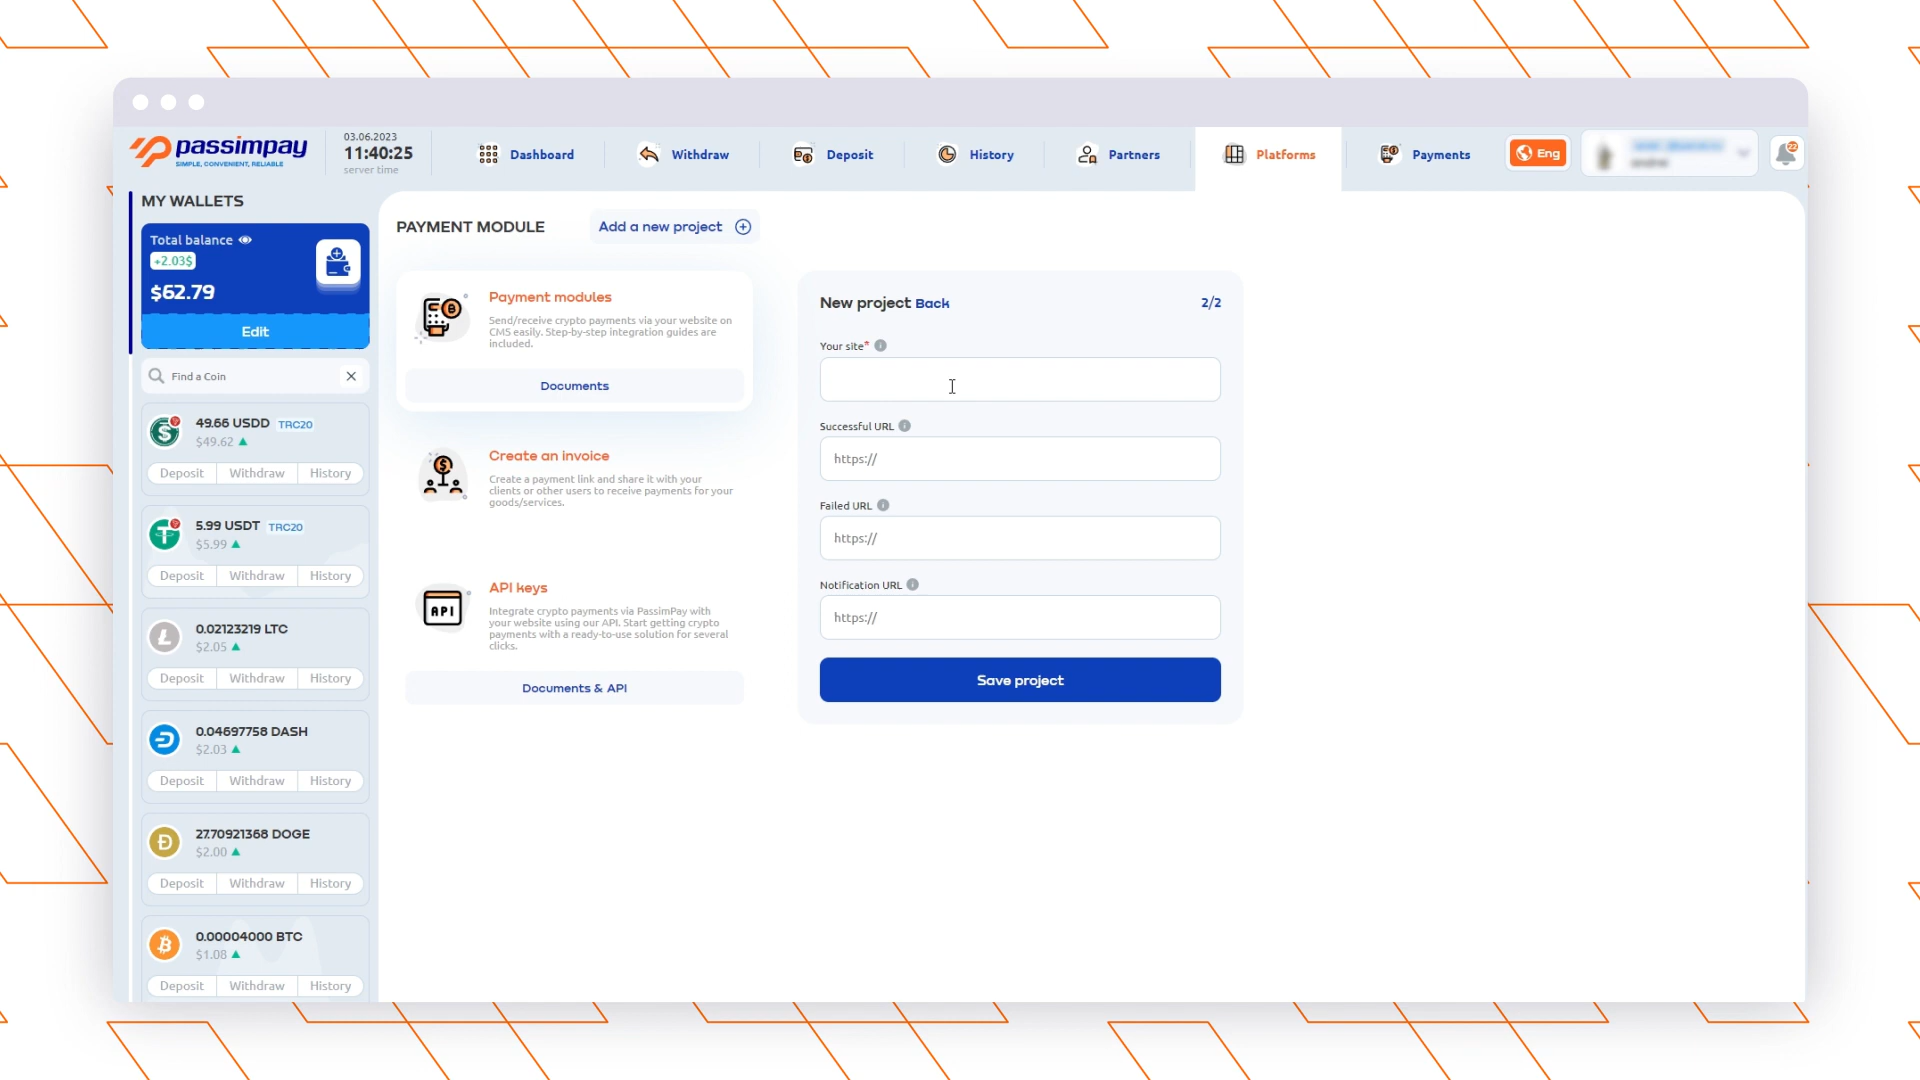 passimpay
SIMPLE, CONVENIENT, RELIABLE
03.06.2023
11:40:25
server time
Dashboard
Withdraw
Deposit
History
Partners
Platforms
Payments
Eng
22
MY WALLETS
Total balance
+2.03$
$62.79
Edit
Find a Coin
49.66 USDD TRC20
$49.62
Deposit Withdraw History
5.99 USDT TRC20
$5.99
Deposit Withdraw History
0.02123219 LTC
$2.05
Deposit Withdraw History
0.04697758 DASH
$2.03
Deposit Withdraw History
27.70921368 DOGE
$2.00
Deposit Withdraw History
0.00004000 BTC
$1.08
Deposit Withdraw History
PAYMENT MODULE
Add a new project
Payment modules
Send/receive crypto payments via your website on
CMS easily. Step-by-step integration guides are
included.
Documents
Create an invoice
Create a payment link and share it with your
clients or other users to receive payments for your
goods/services.
API
API keys
Integrate crypto payments via PassimPay with
your website using our API. Start getting crypto
payments with a ready-to-use solution for several
clicks.
Documents & API
New project Back
2/2
Your site*
Successful URL
https://
Failed URL
https://
Notification URL
https://
Save project